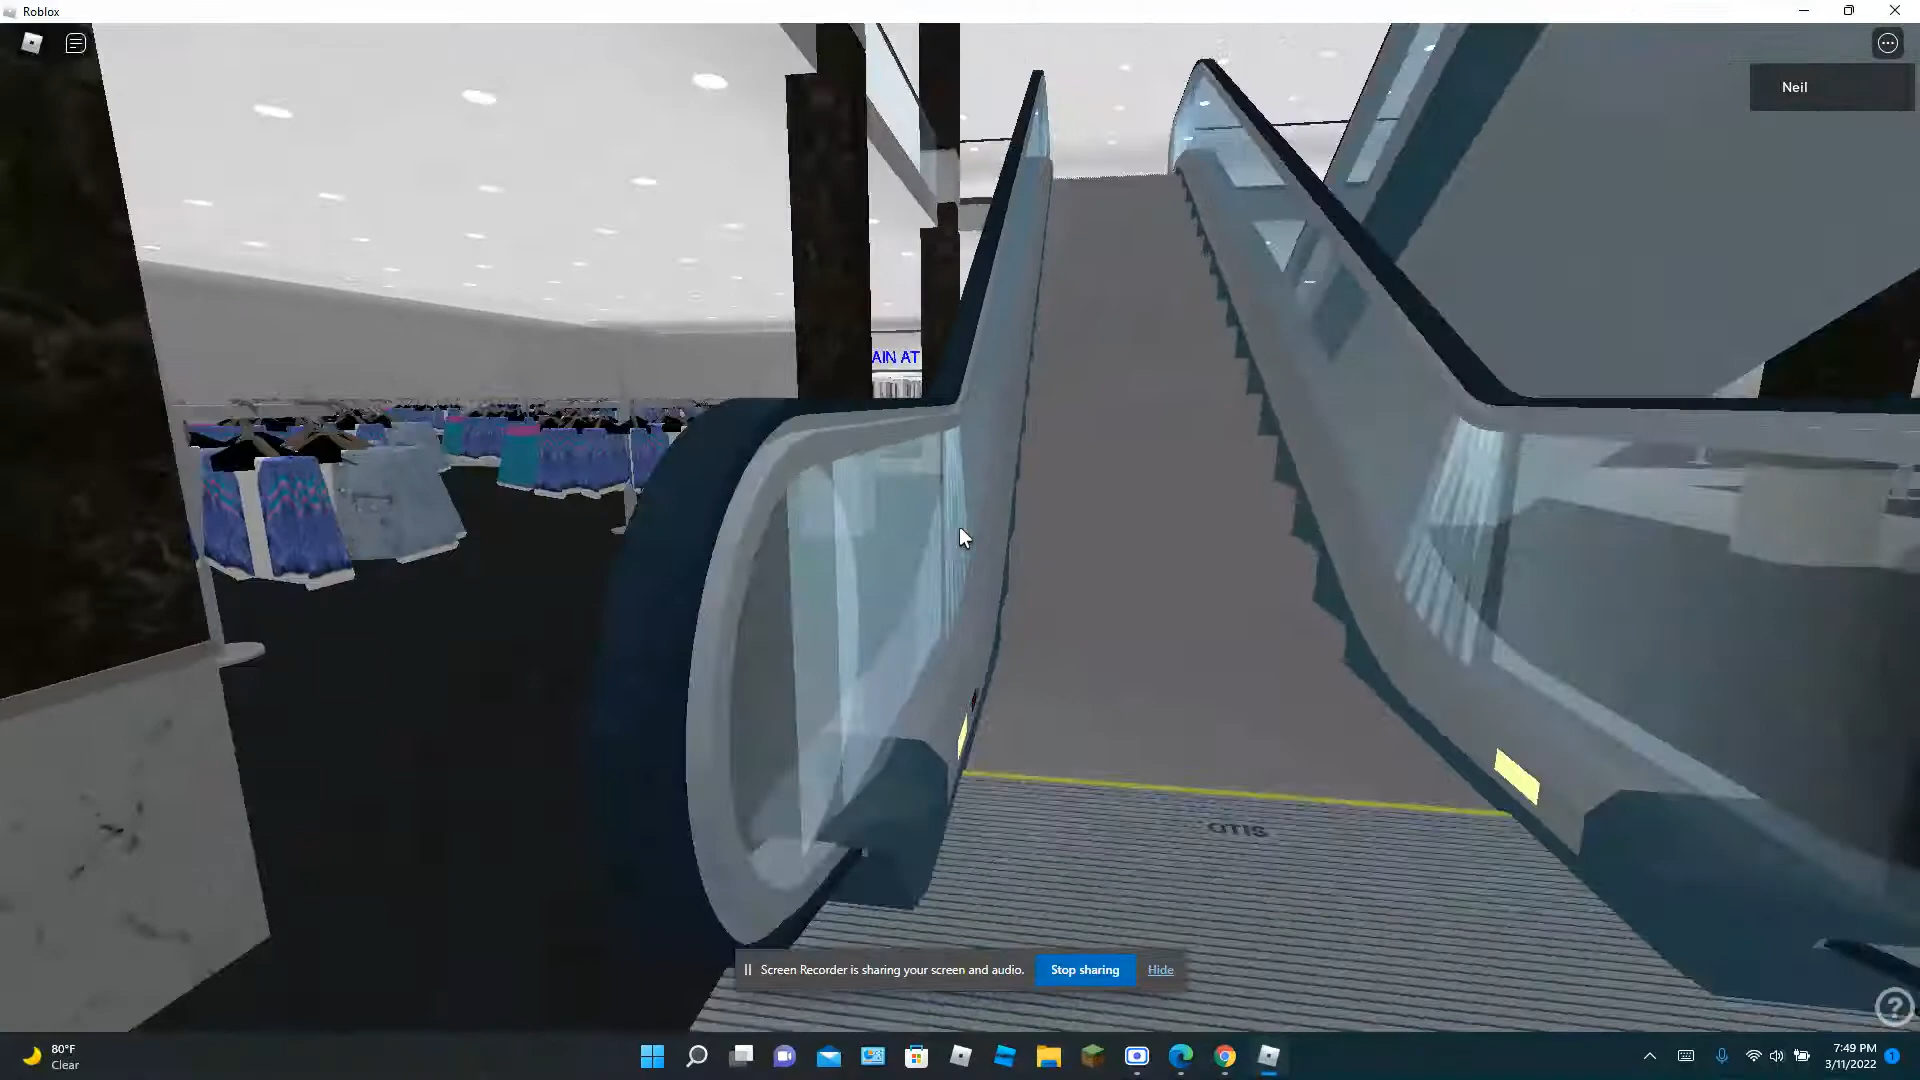 Roblox
Neil
AIN AT
OTIS
Screen Recorder is sharing your screen and audio.
Stop sharing
Hide
80°F
Clear
7:49 PM
3/11/2022
1